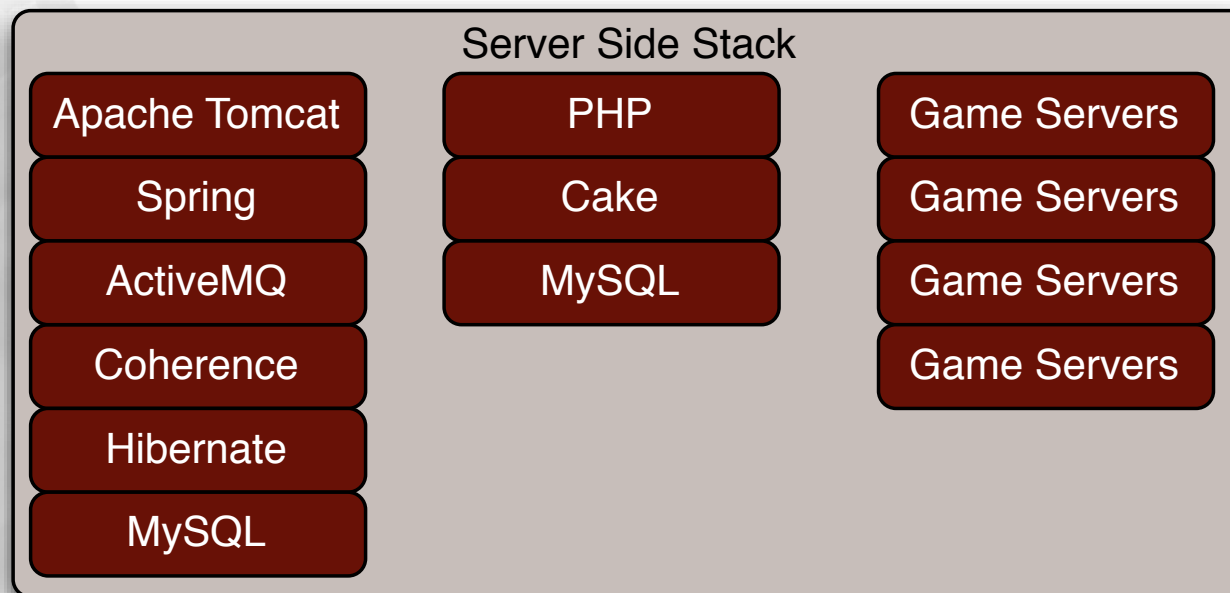 Server Side Stack
Apache Tomcat
Spring
ActiveMQ
Coherence
Hibernate
MySQL
PHP
Cake
MySQL
Game Servers
Game Servers
Game Servers
Game Servers